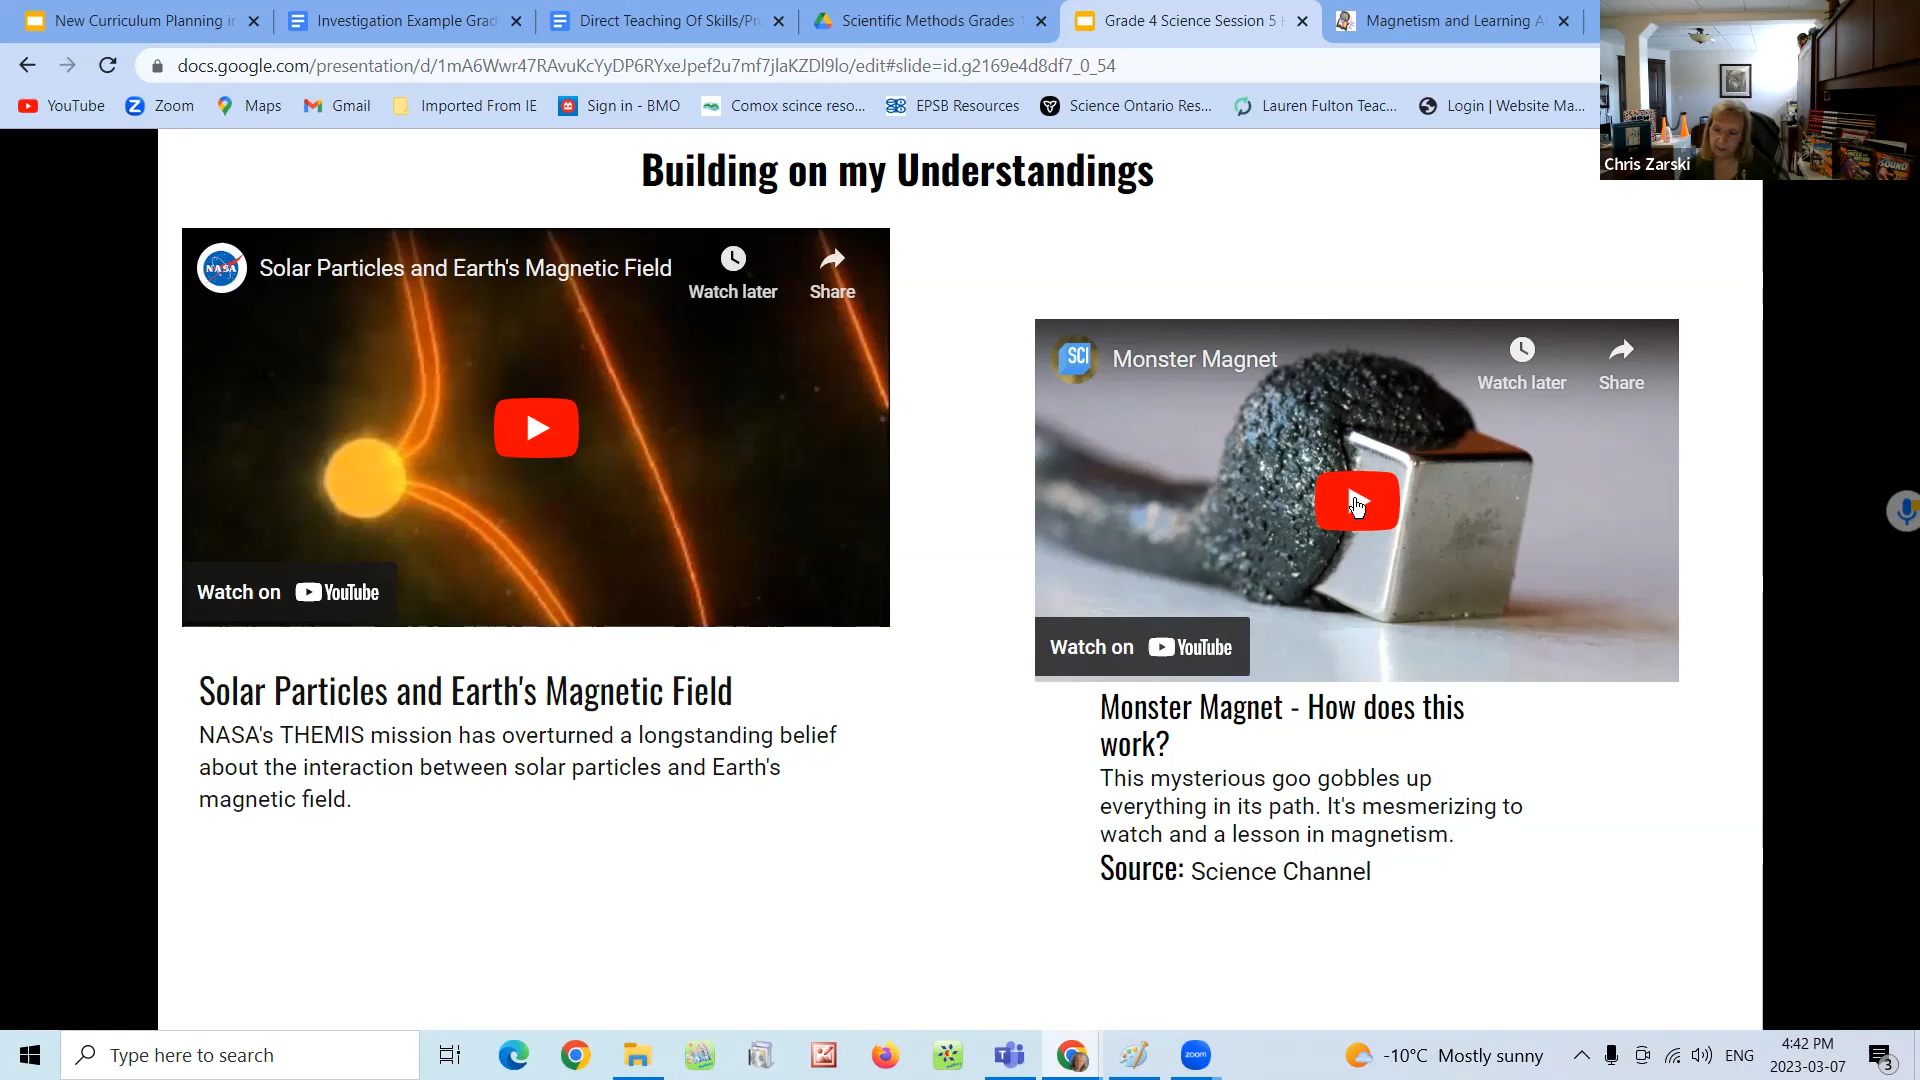 New Curriculum Planning i
Investigation Example Grad
Direct Teaching Of Skills/Pr
Scientific Methods Grades
Grade 4 Science Session 5
Magnetism and Learning A
docs.google.com/presentation/d/1mA6Wwr47RAvuKcYyDP6RYxeJpef2u7mf7jlaKZDl9lo/edit#slide=id.g2169e4d8df7_0_54
YouTube
Zoom
Maps
Gmail
Imported From IE
Sign in - BMO
Comox scince reso...
EPSB Resources
Science Ontario Res...
Lauren Fulton Teac...
Login | Website Ma...
Chris Zarski
SOUND
Building on my Understandings
NASA
Solar Particles and Earth's Magnetic Field
Watch later
Share
Watch on YouTube
SCI
Monster Magnet
Watch later
Share
Watch on YouTube
Solar Particles and Earth's Magnetic Field
NASA's THEMIS mission has overturned a longstanding belief
about the interaction between solar particles and Earth's
magnetic field.
Monster Magnet - How does this
work?
This mysterious goo gobbles up
everything in its path. It's mesmerizing to
watch and a lesson in magnetism.
Source: Science Channel
Type here to search
zoom
-10°C Mostly sunny
ENG
4:42 PM
2023-03-07
3